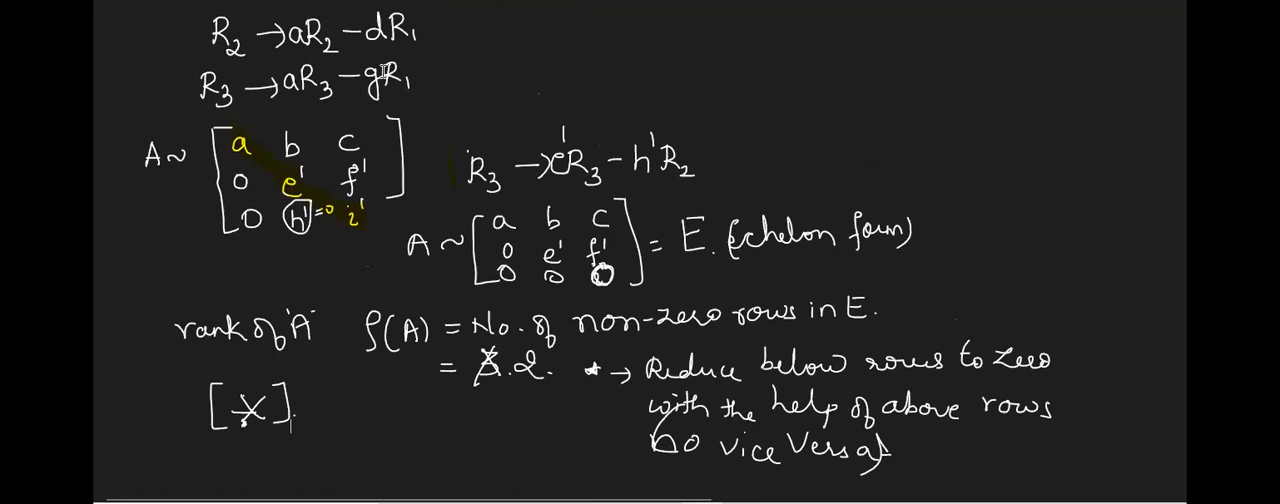 R₂ → aR₂ − dR₁
R₃ → aR₃ − gR₁
A ~ [ a b c
0 e' f'
0 h' =0 i' ]
R₃ → e'R₃ − h'R₂
A ~ [ a b c
0 e' f'
0 0 0 ] = E. (Echelon form)
rank of 'A' ρ(A) = No. of non-zero rows in E.
= 2. * → Reduce below rows to zero
with the help of above rows
no vice versa